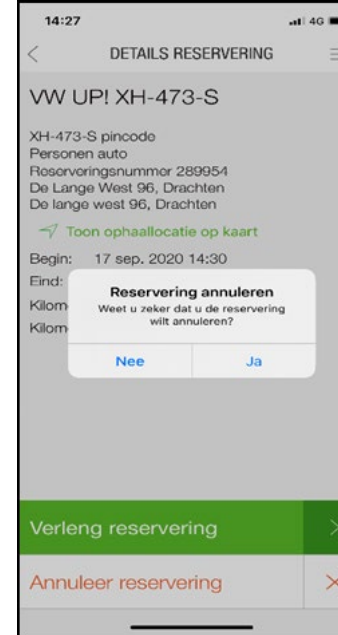 14:27
4G
DETAILS RESERVERING
VW UP! XH-473-S
XH-473-S pincode
Personen auto
Reserveringsnummer 289954
De Lange West 96, Drachten
De lange west 96, Drachten
Toon ophaallocatie op kaart
Begin: 17 sep. 2020 14:30
Eind:
Kilom
Kilom
Reservering annuleren
Weet u zeker dat u de reservering
wilt annuleren?
Nee Ja
Verleng reservering
Annuleer reservering